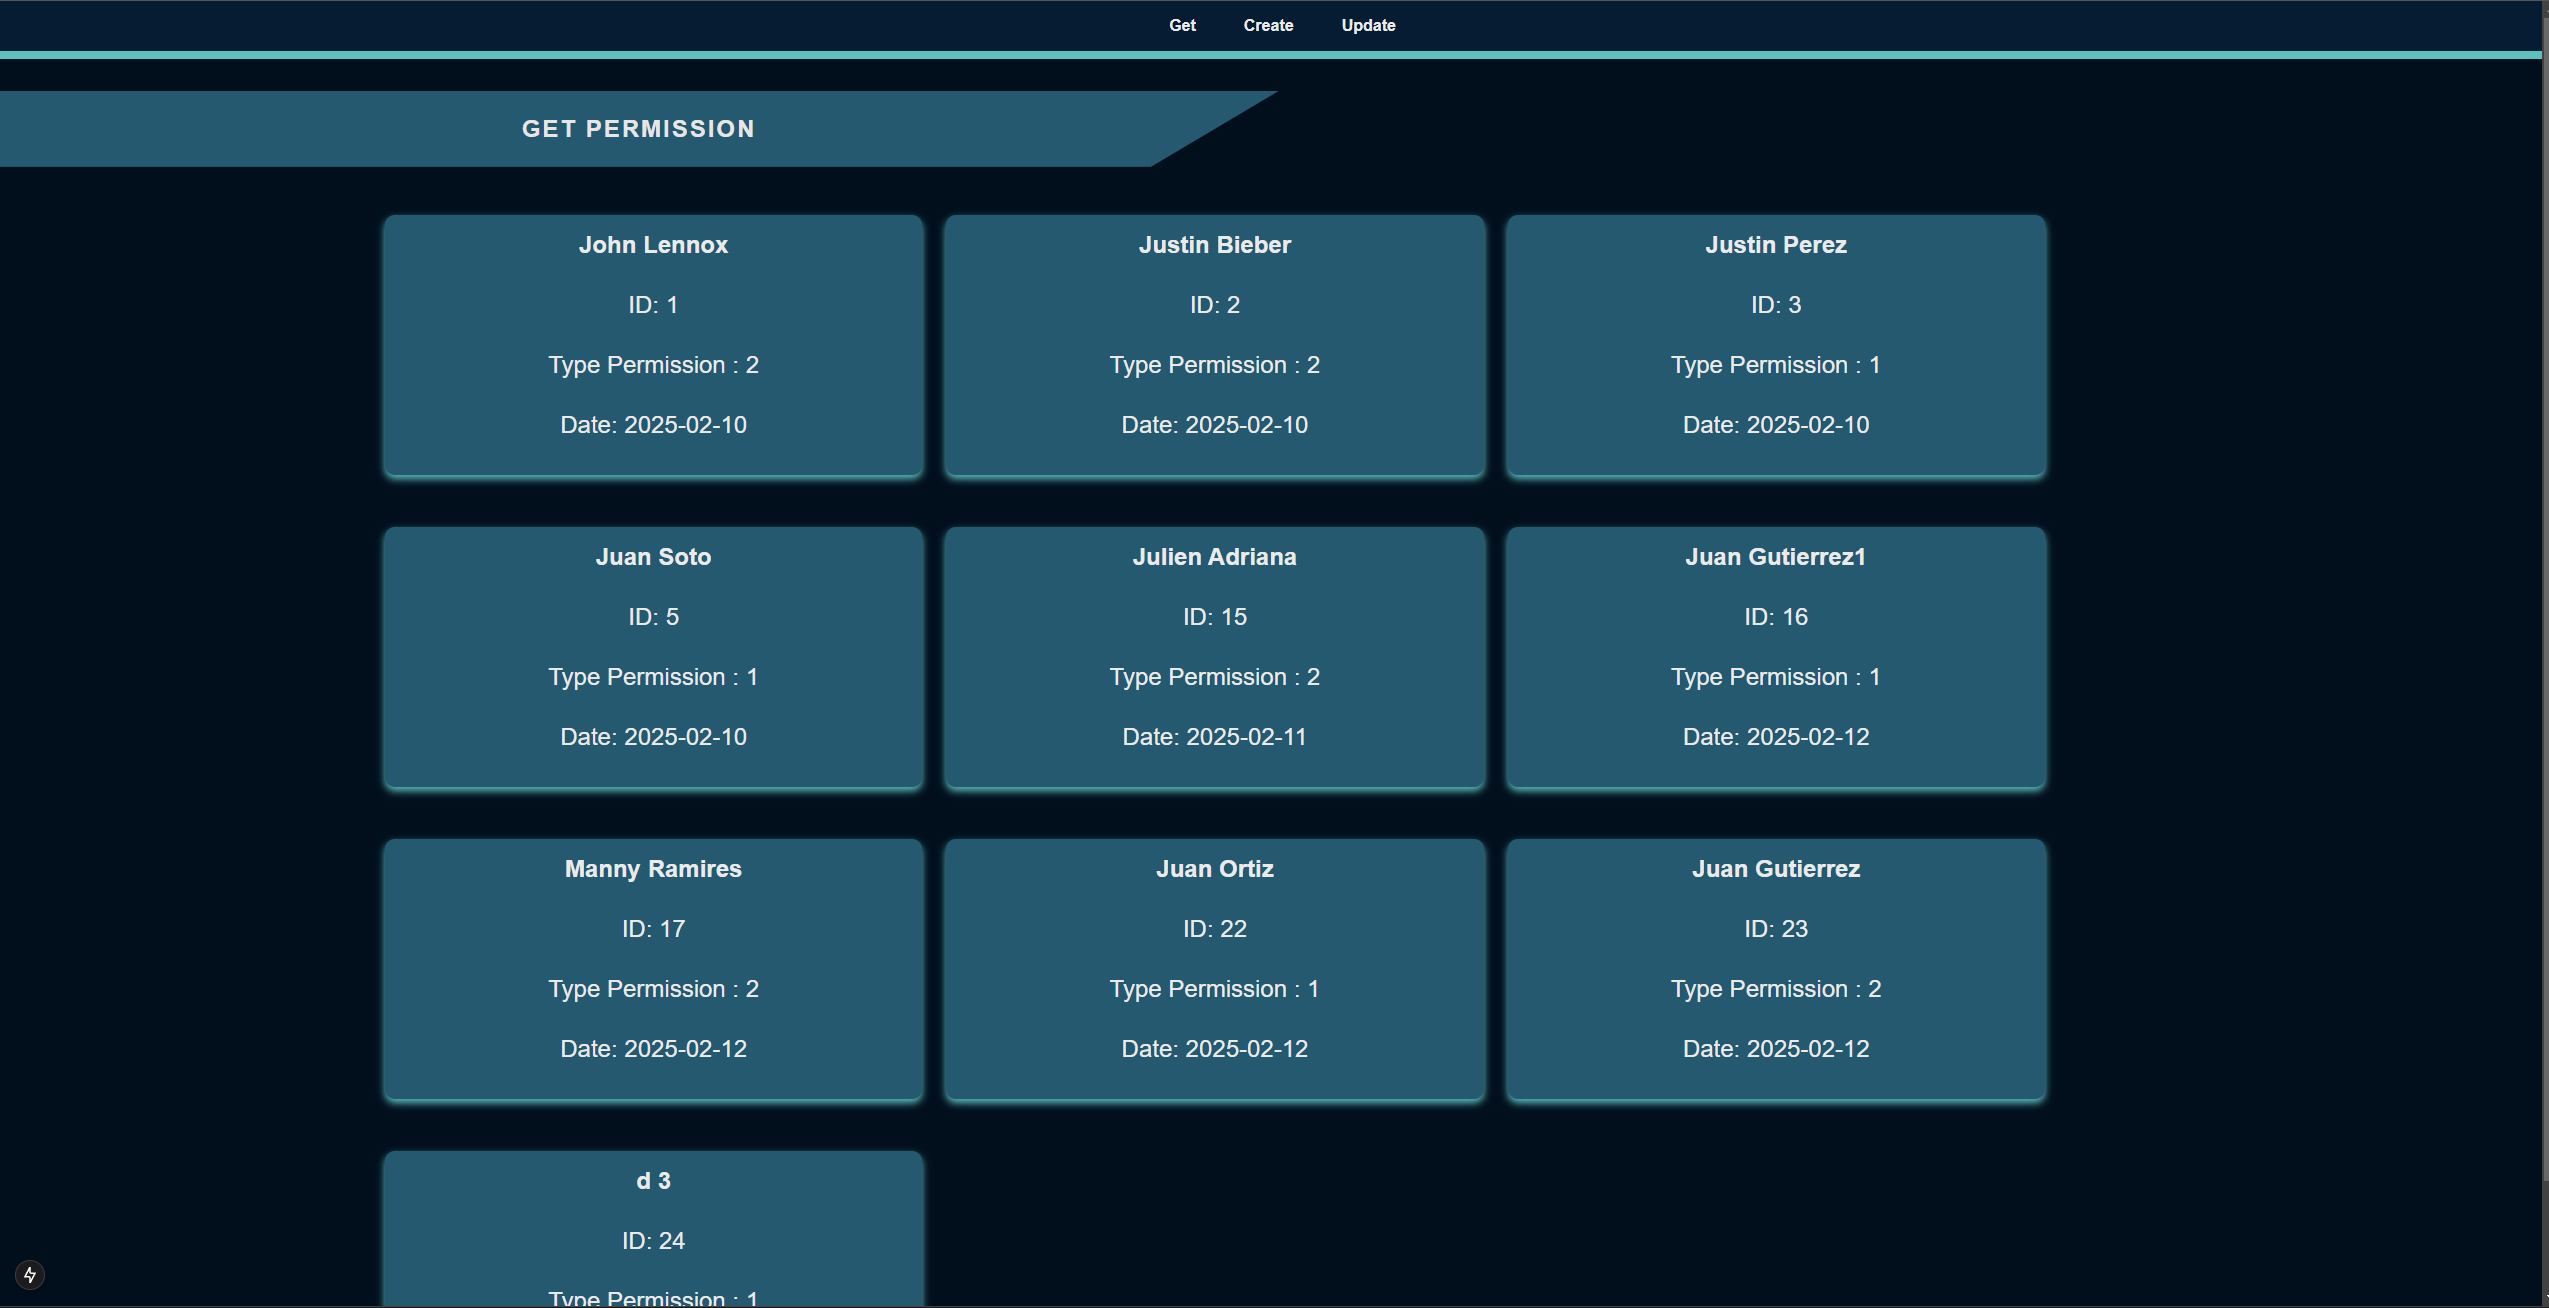 Get Create Update
GET PERMISSION
John Lennox
ID: 1
Type Permission : 2
Date: 2025-02-10
Justin Bieber
ID: 2
Type Permission : 2
Date: 2025-02-10
Justin Perez
ID: 3
Type Permission : 1
Date: 2025-02-10
Juan Soto
ID: 5
Type Permission : 1
Date: 2025-02-10
Julien Adriana
ID: 15
Type Permission : 2
Date: 2025-02-11
Juan Gutierrez1
ID: 16
Type Permission : 1
Date: 2025-02-12
Manny Ramires
ID: 17
Type Permission : 2
Date: 2025-02-12
Juan Ortiz
ID: 22
Type Permission : 1
Date: 2025-02-12
Juan Gutierrez
ID: 23
Type Permission : 2
Date: 2025-02-12
d 3
ID: 24
Type Permission : 1